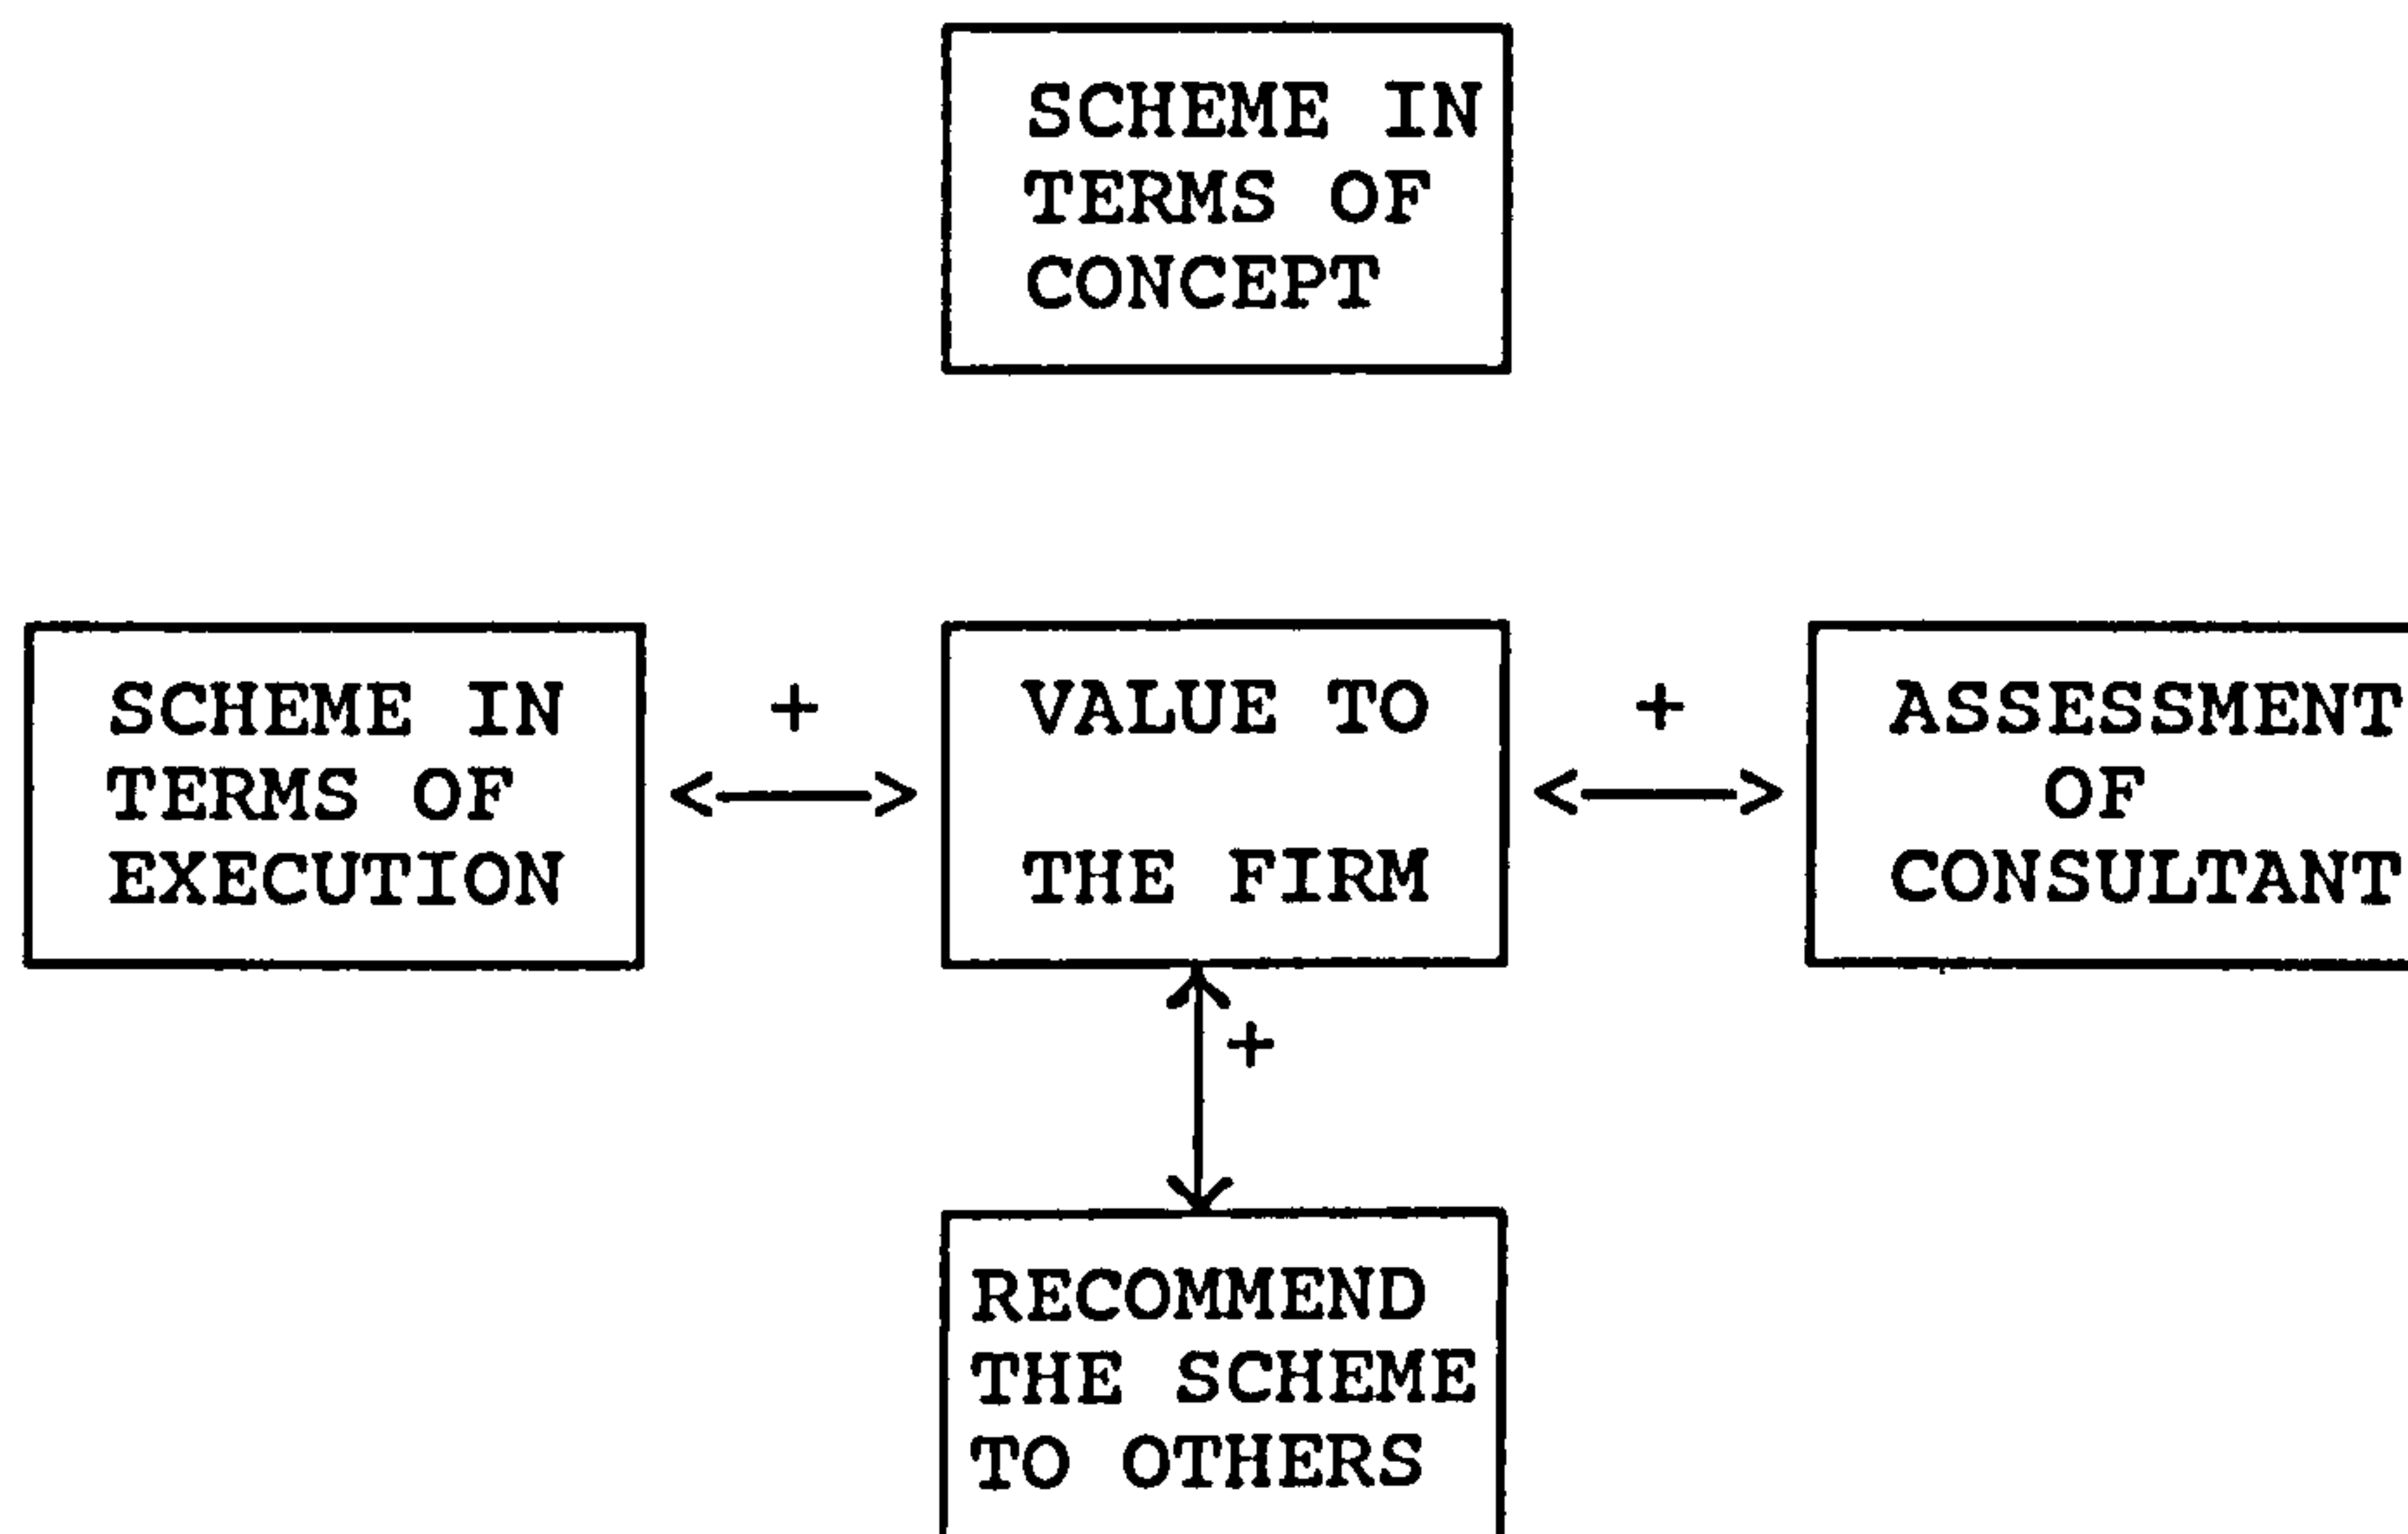 SCHEME IN
TERMS OF
CONCEPT
SCHEME IN
TERMS OF
EXECUTION
+
VALUE TO
THE FIRM
+
ASSESSMENT
OF
CONSULTANT
+
RECOMMEND
THE SCHEME
TO OTHERS